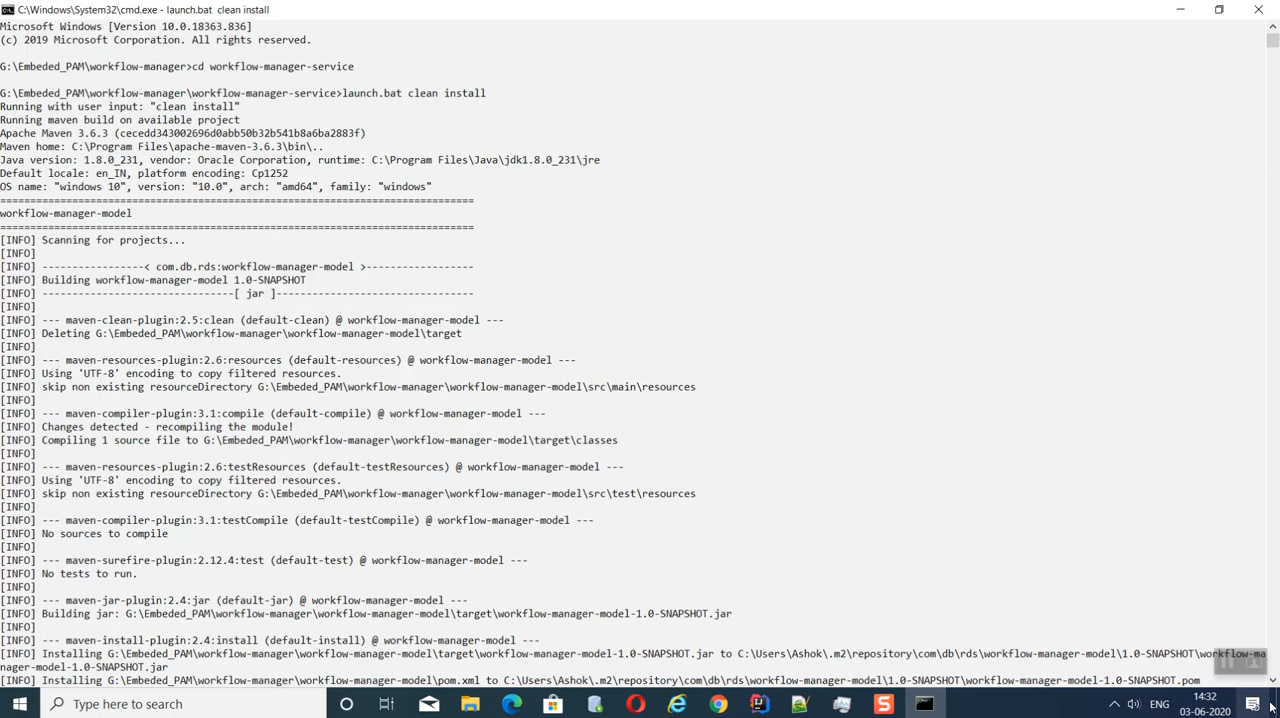 C:\Windows\System32\cmd.exe - launch.bat  clean install
Microsoft Windows [Version 10.0.18363.836]
(c) 2019 Microsoft Corporation. All rights reserved.
G:\Embeded_PAM\workflow-manager>cd workflow-manager-service
G:\Embeded_PAM\workflow-manager\workflow-manager-service>launch.bat clean install
Running with user input: "clean install"
Running maven build on available project
Apache Maven 3.6.3 (cecedd343002696d0abb50b32b541b8a6ba2883f)
Maven home: C:\Program Files\apache-maven-3.6.3\bin\..
Java version: 1.8.0_231, vendor: Oracle Corporation, runtime: C:\Program Files\Java\jdk1.8.0_231\jre
Default locale: en_IN, platform encoding: Cp1252
OS name: "windows 10", version: "10.0", arch: "amd64", family: "windows"
===============================================================================
workflow-manager-model
===============================================================================
[INFO] Scanning for projects...
[INFO]
[INFO] -----------------< com.db.rds:workflow-manager-model >------------------
[INFO] Building workflow-manager-model 1.0-SNAPSHOT
[INFO] --------------------------------[ jar ]---------------------------------
[INFO]
[INFO] --- maven-clean-plugin:2.5:clean (default-clean) @ workflow-manager-model ---
[INFO] Deleting G:\Embeded_PAM\workflow-manager\workflow-manager-model\target
[INFO]
[INFO] --- maven-resources-plugin:2.6:resources (default-resources) @ workflow-manager-model ---
[INFO] Using 'UTF-8' encoding to copy filtered resources.
[INFO] skip non existing resourceDirectory G:\Embeded_PAM\workflow-manager\workflow-manager-model\src\main\resources
[INFO]
[INFO] --- maven-compiler-plugin:3.1:compile (default-compile) @ workflow-manager-model ---
[INFO] Changes detected - recompiling the module!
[INFO] Compiling 1 source file to G:\Embeded_PAM\workflow-manager\workflow-manager-model\target\classes
[INFO]
[INFO] --- maven-resources-plugin:2.6:testResources (default-testResources) @ workflow-manager-model ---
[INFO] Using 'UTF-8' encoding to copy filtered resources.
[INFO] skip non existing resourceDirectory G:\Embeded_PAM\workflow-manager\workflow-manager-model\src\test\resources
[INFO]
[INFO] --- maven-compiler-plugin:3.1:testCompile (default-testCompile) @ workflow-manager-model ---
[INFO] No sources to compile
[INFO]
[INFO] --- maven-surefire-plugin:2.12.4:test (default-test) @ workflow-manager-model ---
[INFO] No tests to run.
[INFO]
[INFO] --- maven-jar-plugin:2.4:jar (default-jar) @ workflow-manager-model ---
[INFO] Building jar: G:\Embeded_PAM\workflow-manager\workflow-manager-model\target\workflow-manager-model-1.0-SNAPSHOT.jar
[INFO]
[INFO] --- maven-install-plugin:2.4:install (default-install) @ workflow-manager-model ---
[INFO] Installing G:\Embeded_PAM\workflow-manager\workflow-manager-model\target\workflow-manager-model-1.0-SNAPSHOT.jar to C:\Users\Ashok\.m2\repository\com\db\rds\workflow-manager-model\1.0-SNAPSHOT\workflow-ma
nager-model-1.0-SNAPSHOT.jar
[INFO] Installing G:\Embeded_PAM\workflow-manager\workflow-manager-model\pom.xml to C:\Users\Ashok\.m2\repository\com\db\rds\workflow-manager-model\1.0-SNAPSHOT\workflow-manager-model-1.0-SNAPSHOT.pom
Type here to search
ENG
14:32
03-06-2020